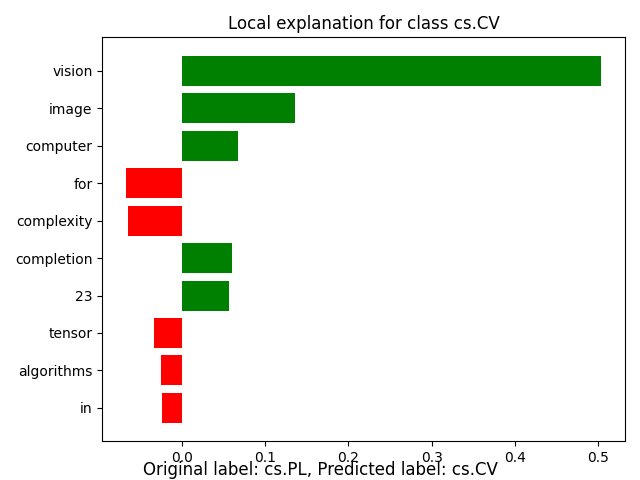 Local explanation for class cs.CV
vision
image
computer
for
complexity
completion
23
tensor
algorithms
in
0.0 0.1 0.2 0.3 0.4 0.5
Original label: cs.PL, Predicted label: cs.CV